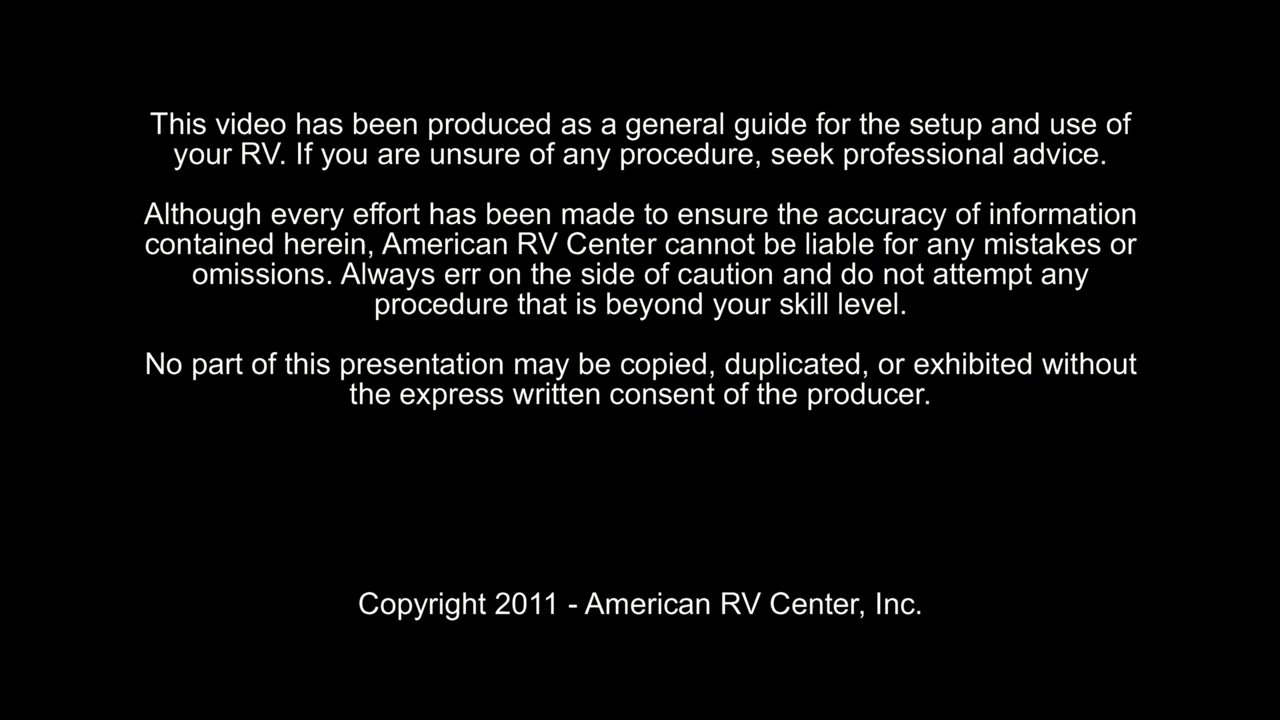 This video has been produced as a general guide for the setup and use of
your RV. If you are unsure of any procedure, seek professional advice.
Although every effort has been made to ensure the accuracy of information
contained herein, American RV Center cannot be liable for any mistakes or
omissions. Always err on the side of caution and do not attempt any
procedure that is beyond your skill level.
No part of this presentation may be copied, duplicated, or exhibited without
the express written consent of the producer.
Copyright 2011 - American RV Center, Inc.